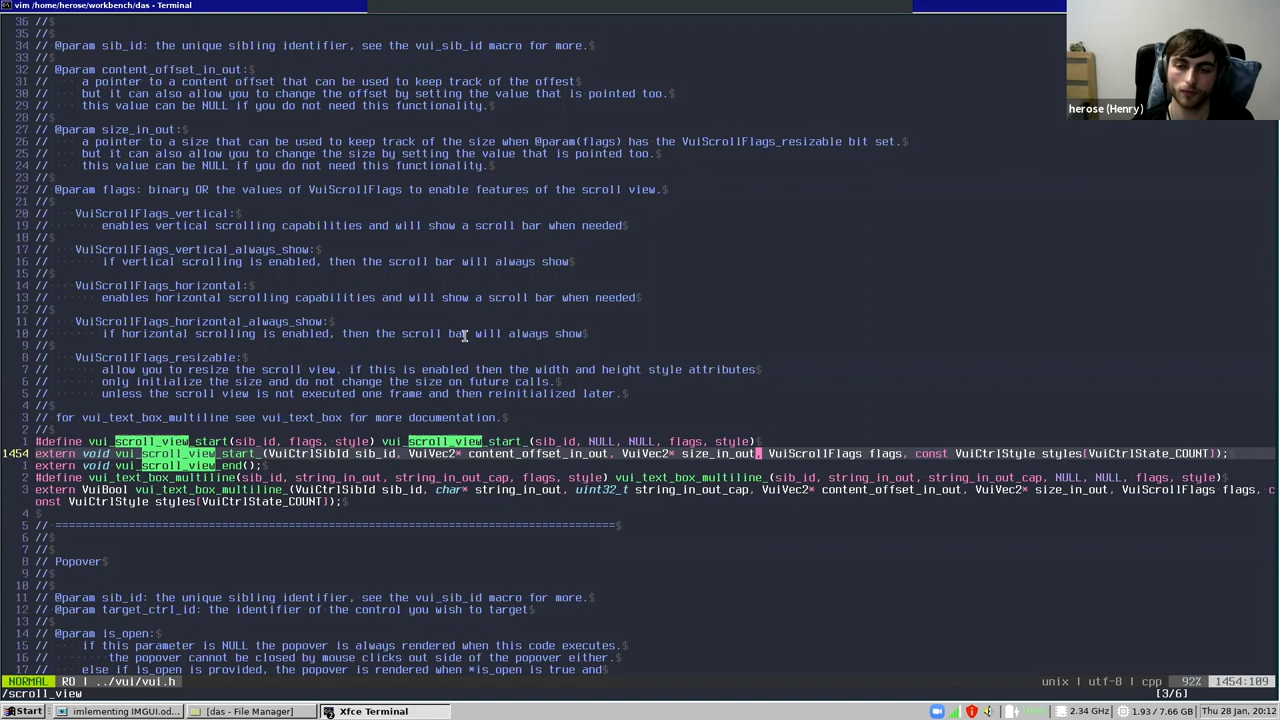 vim /home/herose/workbench/das - Terminal
36 //$
35 //$
34 // @param sib_id: the unique sibling identifier, see the vui_sib_id macro for more.$
33 //$
32 // @param content_offset_in_out:$
31 // ····a pointer to a content offset that can be used to keep track of the offest$
30 // ····but it can also allow you to change the offset by setting the value that is pointed too.$
29 // ····this value can be NULL if you do not need this functionality.$
28 //$
27 // @param size_in_out:$
26 // ····a pointer to a size that can be used to keep track of the size when @param(flags) has the VuiScrollFlags_resizable bit set.$
25 // ····but it can also allow you to change the size by setting the value that is pointed too.$
24 // ····this value can be NULL if you do not need this functionality.$
23 //$
22 // @param flags: binary OR the values of VuiScrollFlags to enable features of the scroll view.$
21 //$
20 // ···VuiScrollFlags_vertical:$
19 // ·······enables vertical scrolling capabilities and will show a scroll bar when needed$
18 //$
17 // ···VuiScrollFlags_vertical_always_show:$
16 // ·······if vertical scrolling is enabled, then the scroll bar will always show$
15 //$
14 // ···VuiScrollFlags_horizontal:$
13 // ·······enables horizontal scrolling capabilities and will show a scroll bar when needed$
12 //$
11 // ···VuiScrollFlags_horizontal_always_show:$
10 // ·······if horizontal scrolling is enabled, then the scroll bar will always show$
9 //$
8 // ···VuiScrollFlags_resizable:$
7 // ·······allow you to resize the scroll view. if this is enabled then the width and height style attributes$
6 // ·······only initialize the size and do not change the size on future calls.$
5 // ·······unless the scroll view is not executed one frame and then reinitialized later.$
4 //$
3 // for vui_text_box_multiline see vui_text_box for more documentation.$
2 //$
1 #define vui_scroll_view_start(sib_id, flags, style) vui_scroll_view_start_(sib_id, NULL, NULL, flags, style)$
1454 extern void vui_scroll_view_start_(VuiCtrlSibId sib_id, VuiVec2* content_offset_in_out, VuiVec2* size_in_out, VuiScrollFlags flags, const VuiCtrlStyle styles[VuiCtrlState_COUNT]);$
1 extern void vui_scroll_view_end();$
2 #define vui_text_box_multiline(sib_id, string_in_out, string_in_out_cap, flags, style) vui_text_box_multiline_(sib_id, string_in_out, string_in_out_cap, NULL, NULL, flags, style)$
3 extern VuiBool vui_text_box_multiline_(VuiCtrlSibId sib_id, char* string_in_out, uint32_t string_in_out_cap, VuiVec2* content_offset_in_out, VuiVec2* size_in_out, VuiScrollFlags flags, c
onst VuiCtrlStyle styles[VuiCtrlState_COUNT]);$
4 $
5 // ====================================================================================$
6 //$
7 //$
8 // Popover$
9 //$
10 //$
11 // @param sib_id: the unique sibling identifier, see the vui_sib_id macro for more.$
12 // @param target_ctrl_id: the identifier of the control you wish to target$
13 //$
14 // @param is_open:$
15 // ····if this parameter is NULL the popover is always rendered when this code executes.$
16 // ········the popover cannot be closed by mouse clicks out side of the popover either.$
17 // ····else if is_open is provided, the popover is rendered when *is_open is true and$
NORMAL RO | ../vui/vui.h unix | utf-8 | cpp 92% 1454:109
/scroll_view [3/6]
herose (Henry)
Start imlementing IMGUI.od... [das - File Manager] Xfce Terminal 2.34 GHz 1.93 / 7.66 GB Thu 28 Jan, 20:12